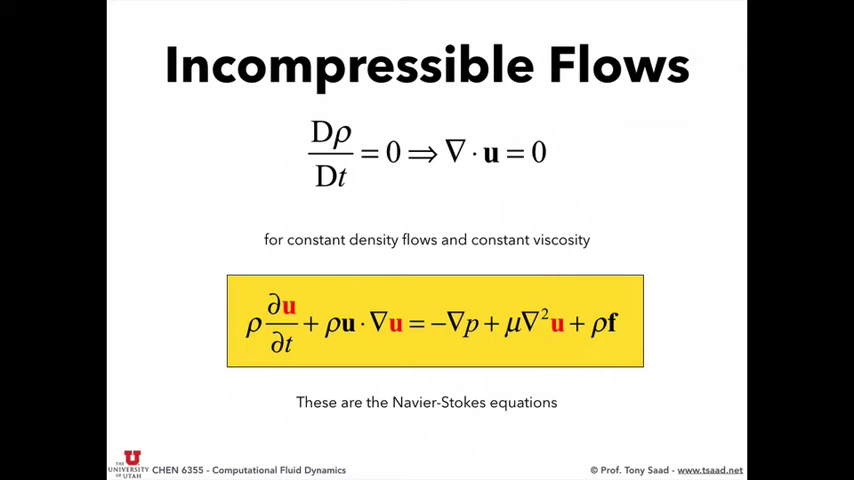 Incompressible Flows
Dρ/Dt = 0 ⇒ ∇ · u = 0
for constant density flows and constant viscosity
ρ ∂u/∂t + ρu · ∇u = −∇p + μ∇²u + ρf
These are the Navier-Stokes equations
THE UNIVERSITY OF UTAH
CHEN 6355 - Computational Fluid Dynamics
© Prof. Tony Saad - www.tsaad.net